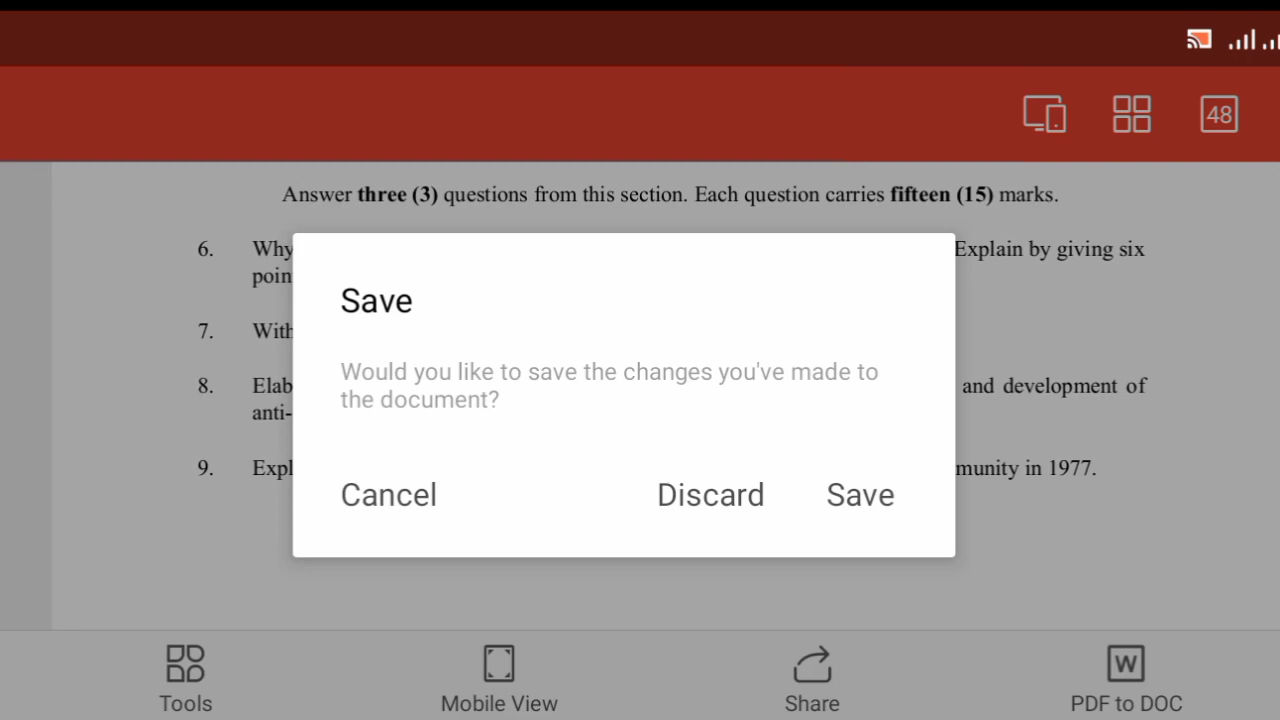 48
Answer three (3) questions from this section. Each question carries fifteen (15) marks.
6. Why Explain by giving six
poin
7. With
8. Elab and development of
anti-
9. Expl munity in 1977.
Save
Would you like to save the changes you've made to
the document?
Cancel Discard Save
W
Tools Mobile View Share PDF to DOC